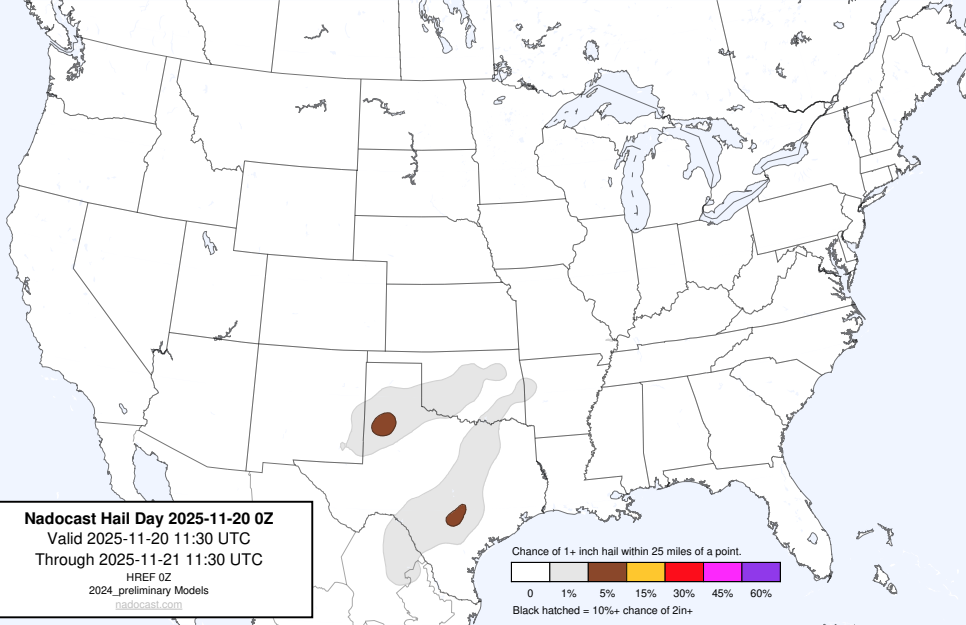 Nadocast Hail Day 2025-11-20 0Z
Valid 2025-11-20 11:30 UTC
Through 2025-11-21 11:30 UTC
HREF 0Z
2024_preliminary Models
nadocast.com
Chance of 1+ inch hail within 25 miles of a point.
0 1% 5% 15% 30% 45% 60%
Black hatched = 10%+ chance of 2in+